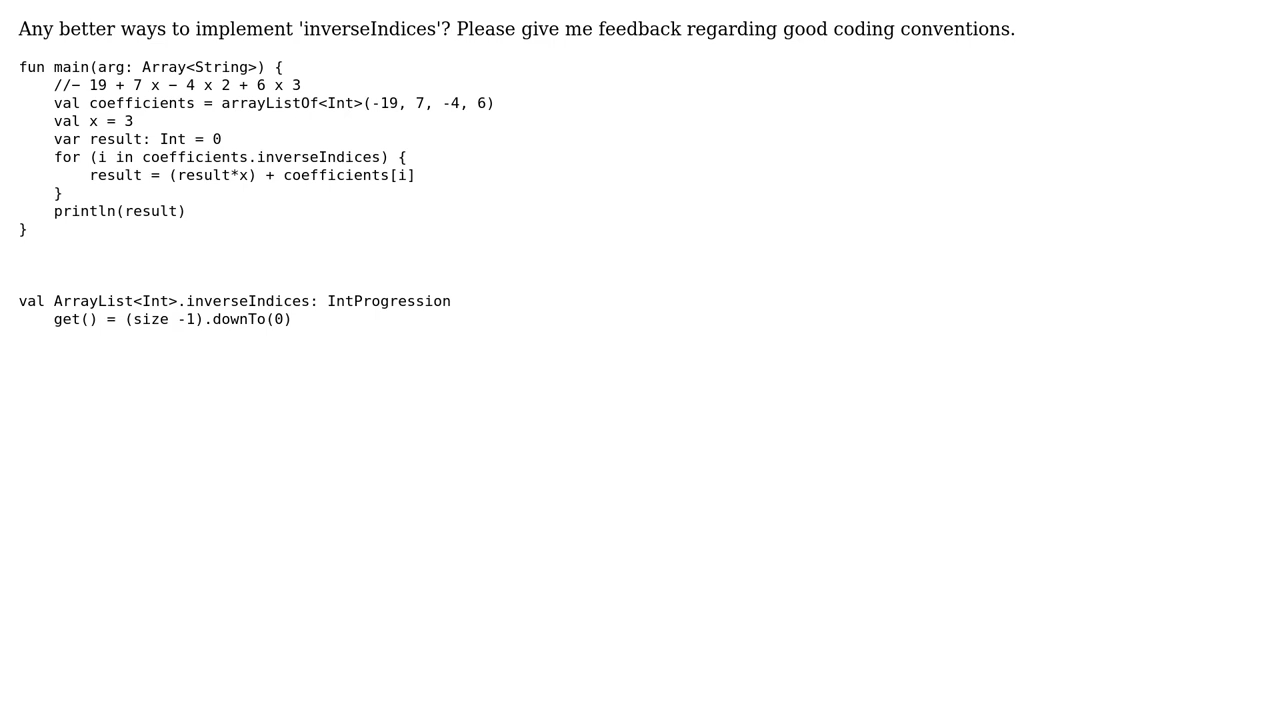 Any better ways to implement 'inverseIndices'? Please give me feedback regarding good coding conventions.
fun main(arg: Array<String>) {
    //− 19 + 7 x − 4 x 2 + 6 x 3
    val coefficients = arrayListOf<Int>(-19, 7, -4, 6)
    val x = 3
    var result: Int = 0
    for (i in coefficients.inverseIndices) {
        result = (result*x) + coefficients[i]
    }
    println(result)
}
val ArrayList<Int>.inverseIndices: IntProgression
    get() = (size -1).downTo(0)